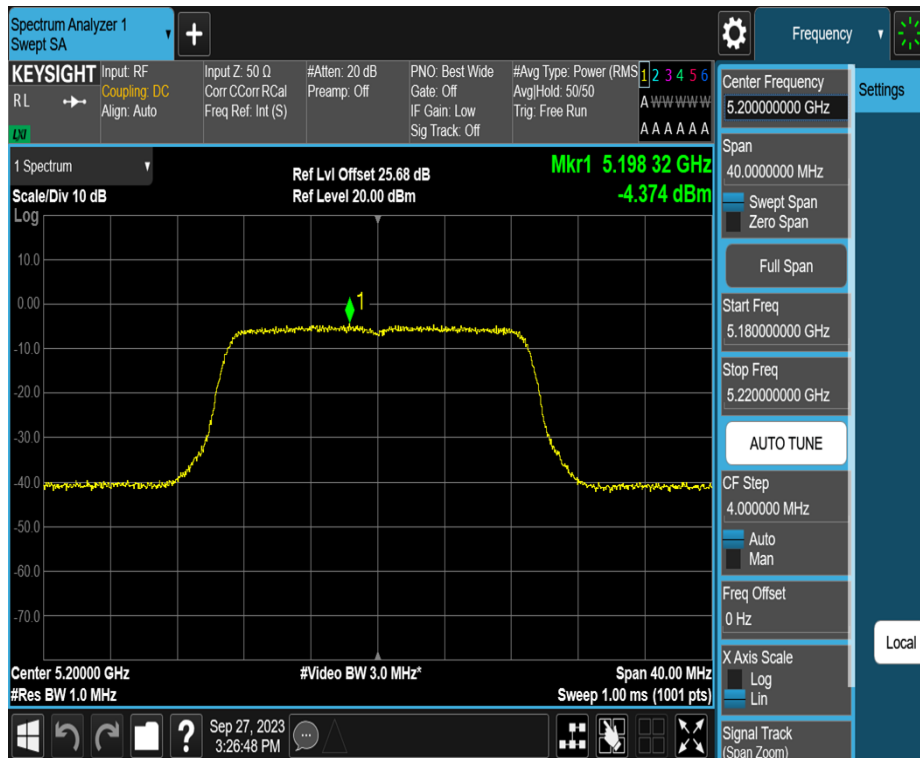 Spectrum Analyzer 1
Swept SA
Frequency
KEYSIGHT
R L
LXI
Input: RF
Coupling: DC
Align: Auto
Input Z: 50 Ω
Corr CCorr RCal
Freq Ref: Int (S)
#Atten: 20 dB
Preamp: Off
PNO: Best Wide
Gate: Off
IF Gain: Low
Sig Track: Off
#Avg Type: Power (RMS
Avg|Hold: 50/50
Trig: Free Run
1 2 3 4 5 6
A W W W W W
A A A A A A
Center Frequency
5.200000000 GHz
Settings
Span
40.0000000 MHz
Swept Span
Zero Span
Full Span
Start Freq
5.180000000 GHz
Stop Freq
5.220000000 GHz
AUTO TUNE
CF Step
4.000000 MHz
Auto
Man
Freq Offset
0 Hz
X Axis Scale
Log
Lin
Signal Track
(Span Zoom)
Local
1 Spectrum
Scale/Div 10 dB
Log
Ref Lvl Offset 25.68 dB
Ref Level 20.00 dBm
Mkr1 5.198 32 GHz
-4.374 dBm
10.0
0.00
-10.0
-20.0
-30.0
-40.0
-50.0
-60.0
-70.0
1
Center 5.20000 GHz
#Res BW 1.0 MHz
#Video BW 3.0 MHz*
Span 40.00 MHz
Sweep 1.00 ms (1001 pts)
Sep 27, 2023
3:26:48 PM